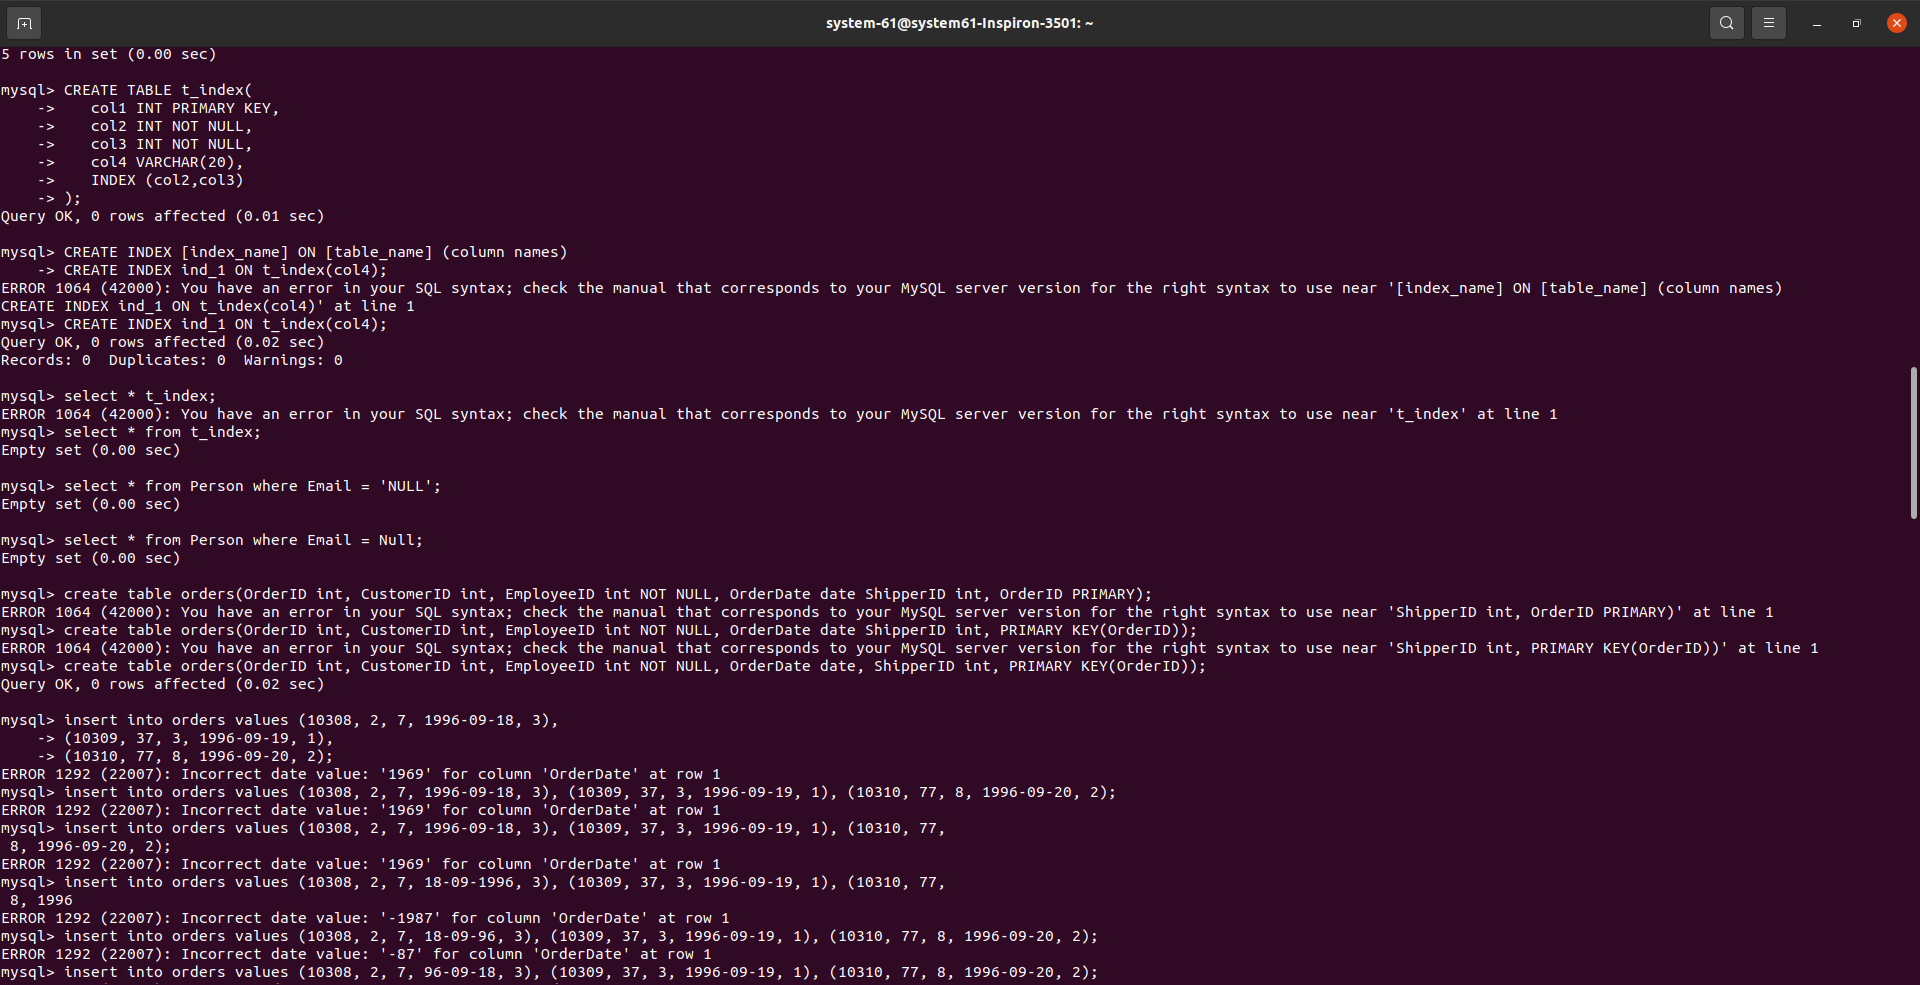 system-61@system61-Inspiron-3501: ~
5 rows in set (0.00 sec)
mysql> CREATE TABLE t_index(
    ->    col1 INT PRIMARY KEY,
    ->    col2 INT NOT NULL,
    ->    col3 INT NOT NULL,
    ->    col4 VARCHAR(20),
    ->    INDEX (col2,col3)
    -> );
Query OK, 0 rows affected (0.01 sec)
mysql> CREATE INDEX [index_name] ON [table_name] (column names)
    -> CREATE INDEX ind_1 ON t_index(col4);
ERROR 1064 (42000): You have an error in your SQL syntax; check the manual that corresponds to your MySQL server version for the right syntax to use near '[index_name] ON [table_name] (column names)
CREATE INDEX ind_1 ON t_index(col4)' at line 1
mysql> CREATE INDEX ind_1 ON t_index(col4);
Query OK, 0 rows affected (0.02 sec)
Records: 0  Duplicates: 0  Warnings: 0
mysql> select * t_index;
ERROR 1064 (42000): You have an error in your SQL syntax; check the manual that corresponds to your MySQL server version for the right syntax to use near 't_index' at line 1
mysql> select * from t_index;
Empty set (0.00 sec)
mysql> select * from Person where Email = 'NULL';
Empty set (0.00 sec)
mysql> select * from Person where Email = Null;
Empty set (0.00 sec)
mysql> create table orders(OrderID int, CustomerID int, EmployeeID int NOT NULL, OrderDate date ShipperID int, OrderID PRIMARY);
ERROR 1064 (42000): You have an error in your SQL syntax; check the manual that corresponds to your MySQL server version for the right syntax to use near 'ShipperID int, OrderID PRIMARY)' at line 1
mysql> create table orders(OrderID int, CustomerID int, EmployeeID int NOT NULL, OrderDate date ShipperID int, PRIMARY KEY(OrderID));
ERROR 1064 (42000): You have an error in your SQL syntax; check the manual that corresponds to your MySQL server version for the right syntax to use near 'ShipperID int, PRIMARY KEY(OrderID))' at line 1
mysql> create table orders(OrderID int, CustomerID int, EmployeeID int NOT NULL, OrderDate date, ShipperID int, PRIMARY KEY(OrderID));
Query OK, 0 rows affected (0.02 sec)
mysql> insert into orders values (10308, 2, 7, 1996-09-18, 3),
    -> (10309, 37, 3, 1996-09-19, 1),
    -> (10310, 77, 8, 1996-09-20, 2);
ERROR 1292 (22007): Incorrect date value: '1969' for column 'OrderDate' at row 1
mysql> insert into orders values (10308, 2, 7, 1996-09-18, 3), (10309, 37, 3, 1996-09-19, 1), (10310, 77, 8, 1996-09-20, 2);
ERROR 1292 (22007): Incorrect date value: '1969' for column 'OrderDate' at row 1
mysql> insert into orders values (10308, 2, 7, 1996-09-18, 3), (10309, 37, 3, 1996-09-19, 1), (10310, 77,
 8, 1996-09-20, 2);
ERROR 1292 (22007): Incorrect date value: '1969' for column 'OrderDate' at row 1
mysql> insert into orders values (10308, 2, 7, 18-09-1996, 3), (10309, 37, 3, 1996-09-19, 1), (10310, 77,
 8, 1996
ERROR 1292 (22007): Incorrect date value: '-1987' for column 'OrderDate' at row 1
mysql> insert into orders values (10308, 2, 7, 18-09-96, 3), (10309, 37, 3, 1996-09-19, 1), (10310, 77, 8, 1996-09-20, 2);
ERROR 1292 (22007): Incorrect date value: '-87' for column 'OrderDate' at row 1
mysql> insert into orders values (10308, 2, 7, 96-09-18, 3), (10309, 37, 3, 1996-09-19, 1), (10310, 77, 8, 1996-09-20, 2);